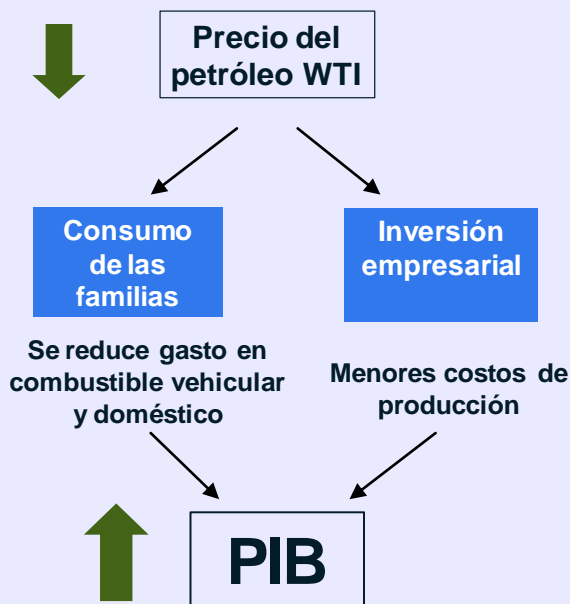 Precio del
petróleo WTI
Consumo
de las
familias
Inversión
empresarial
Se reduce gasto en
combustible vehicular
y doméstico
Menores costos de
producción
PIB